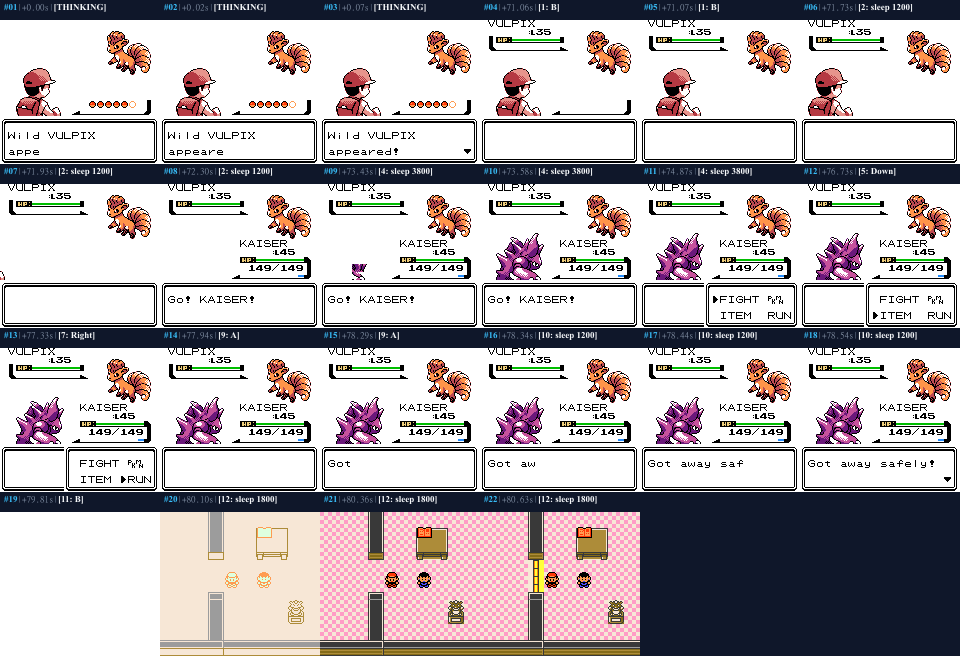 #01|+0.00s|[THINKING]
Wild VULPIX
appe
#02|+0.02s|[THINKING]
Wild VULPIX
appeare
#03|+0.07s|[THINKING]
Wild VULPIX
appeared!
#04|+71.06s|[1: B]
VULPIX
:L35
HP:
#05|+71.07s|[1: B]
VULPIX
:L35
HP:
#06|+71.73s|[2: sleep 1200]
VULPIX
:L35
HP:
#07|+71.93s|[2: sleep 1200]
VULPIX
:L35
HP:
#08|+72.30s|[2: sleep 1200]
VULPIX
:L35
HP:
KAISER
:L45
149/149
Go! KAISER!
#09|+73.43s|[4: sleep 3800]
VULPIX
:L35
HP:
KAISER
:L45
149/149
Go! KAISER!
#10|+73.58s|[4: sleep 3800]
VULPIX
:L35
HP:
KAISER
:L45
149/149
Go! KAISER!
#11|+74.87s|[4: sleep 3800]
VULPIX
:L35
HP:
KAISER
:L45
149/149
FIGHT PKMN
ITEM RUN
#12|+76.73s|[5: Down]
VULPIX
:L35
HP:
KAISER
:L45
149/149
FIGHT PKMN
ITEM RUN
#13|+77.33s|[7: Right]
VULPIX
:L35
HP:
KAISER
:L45
149/149
FIGHT PKMN
ITEM RUN
#14|+77.94s|[9: A]
VULPIX
:L35
HP:
KAISER
:L45
149/149
#15|+78.29s|[9: A]
VULPIX
:L35
HP:
KAISER
:L45
149/149
Got
#16|+78.34s|[10: sleep 1200]
VULPIX
:L35
HP:
KAISER
:L45
149/149
Got aw
#17|+78.44s|[10: sleep 1200]
VULPIX
:L35
HP:
KAISER
:L45
149/149
Got away saf
#18|+78.54s|[10: sleep 1200]
VULPIX
:L35
HP:
KAISER
:L45
149/149
Got away safely!
#19|+79.81s|[11: B]
#20|+80.10s|[12: sleep 1800]
#21|+80.36s|[12: sleep 1800]
#22|+80.63s|[12: sleep 1800]